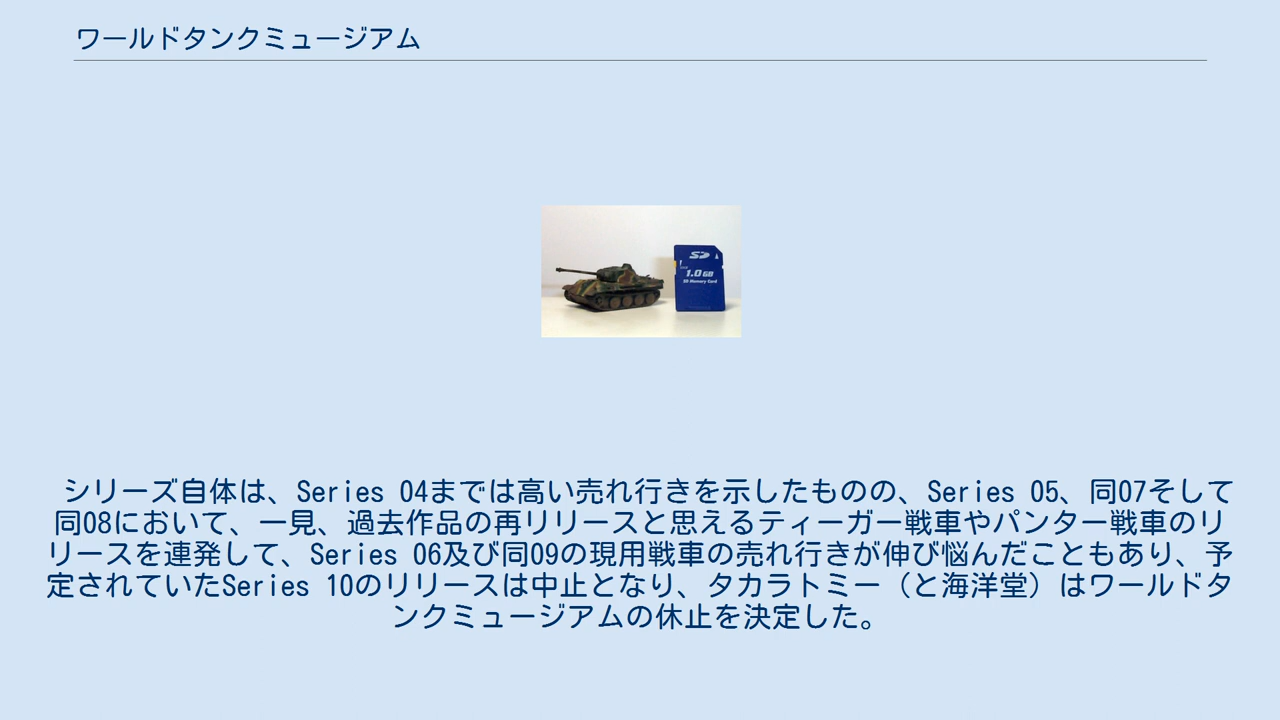 ワールドタンクミュージアム
SD
1.0 GB
SD Memory Card
シリーズ自体は、Series 04までは高い売れ行きを示したものの、Series 05、同07そして
同08において、一見、過去作品の再リリースと思えるティーガー戦車やパンター戦車のリ
リースを連発して、Series 06及び同09の現用戦車の売れ行きが伸び悩んだこともあり、予
定されていたSeries 10のリリースは中止となり、タカラトミー（と海洋堂）はワールドタ
ンクミュージアムの休止を決定した。